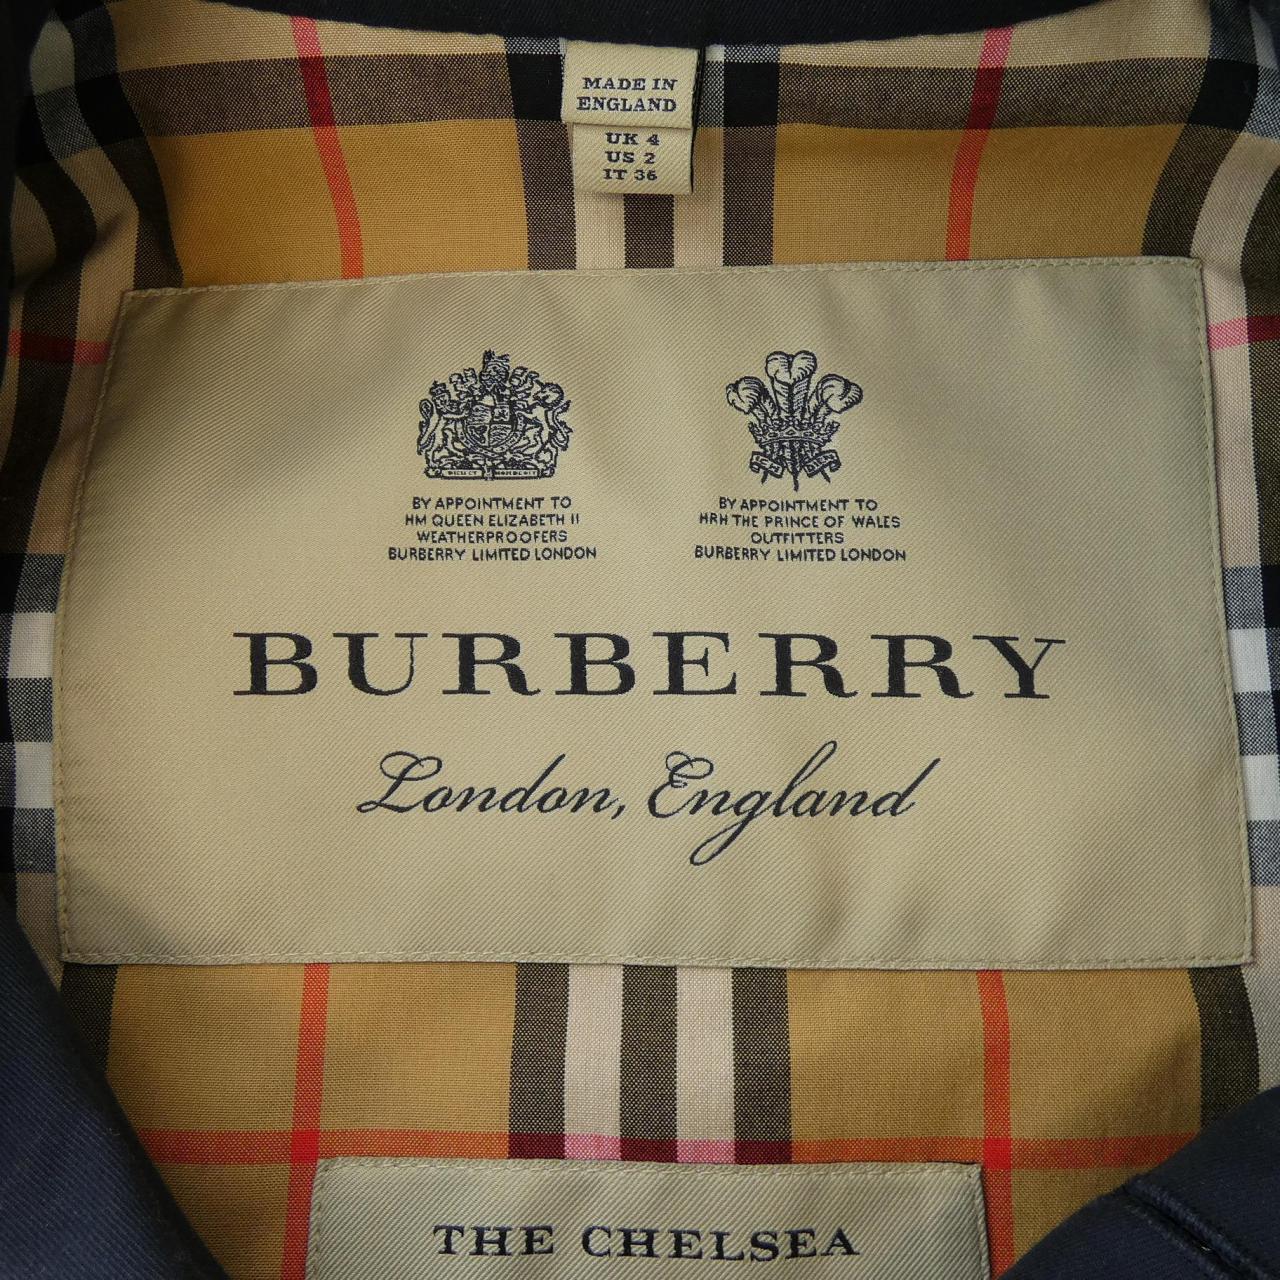 MADE IN
ENGLAND
UK 4
US 2
IT 36
BY APPOINTMENT TO
HM QUEEN ELIZABETH II
WEATHERPROOFERS
BURBERRY LIMITED LONDON
BY APPOINTMENT TO
HRH THE PRINCE OF WALES
OUTFITTERS
BURBERRY LIMITED LONDON
BURBERRY
London, England
THE CHELSEA